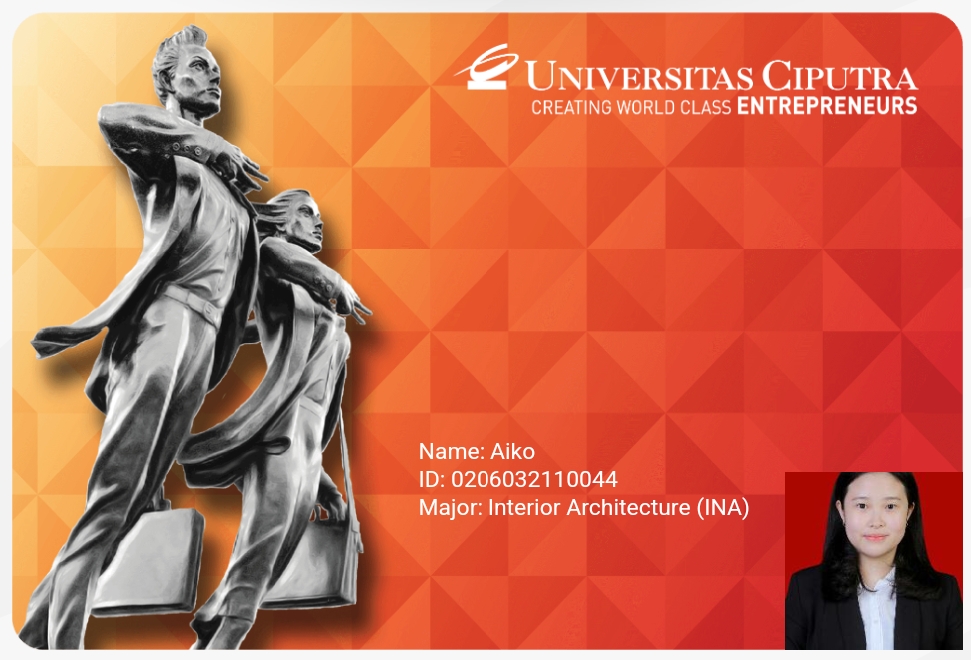 UNIVERSITAS CIPUTRA
CREATING WORLD CLASS ENTREPRENEURS
Name: Aiko
ID: 0206032110044
Major: Interior Architecture (INA)